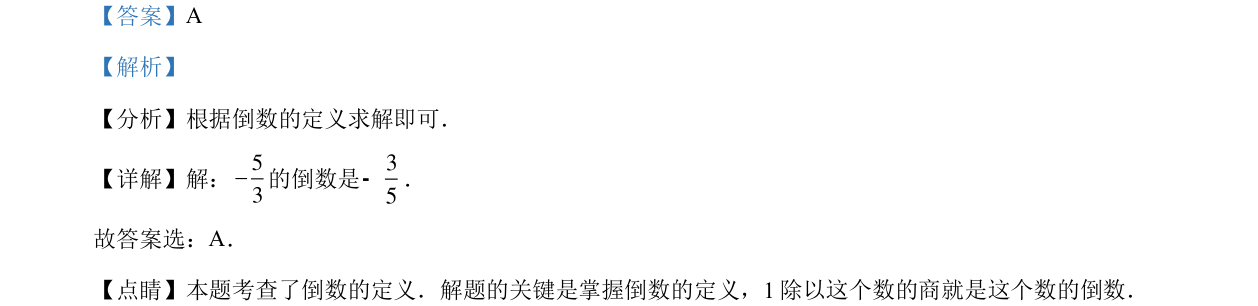 【答案】A
【解析】
【分析】根据倒数的定义求解即可．
【详解】解：$-\frac{5}{3}$的倒数是- $\frac{3}{5}$．
故答案选：A．
【点睛】本题考查了倒数的定义．解题的关键是掌握倒数的定义，1 除以这个数的商就是这个数的倒数．